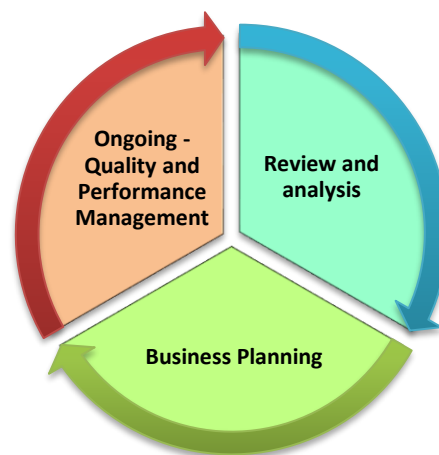 Ongoing -
Quality and
Performance
Management
Review and
analysis
Business Planning